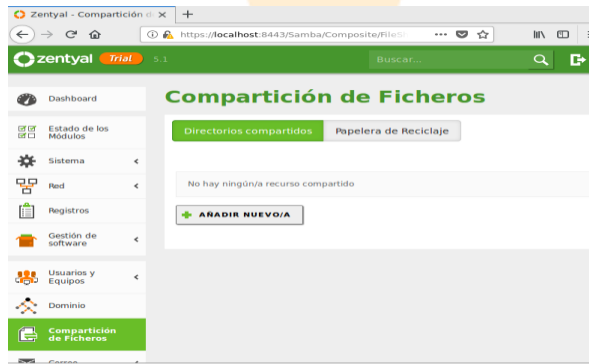 Zentyal - Compartición d
https://localhost:8443/Samba/Composite/FileS
zentyal Trial 5.1
Buscar...
Dashboard
Compartición de Ficheros
Directorios compartidos
Papelera de Reciclaje
Estado de los
Módulos
Sistema
No hay ningún/a recurso compartido
Red
Registros
AÑADIR NUEVO/A
Gestión de
software
Usuarios y
Equipos
Dominio
Compartición
de Ficheros
Correo